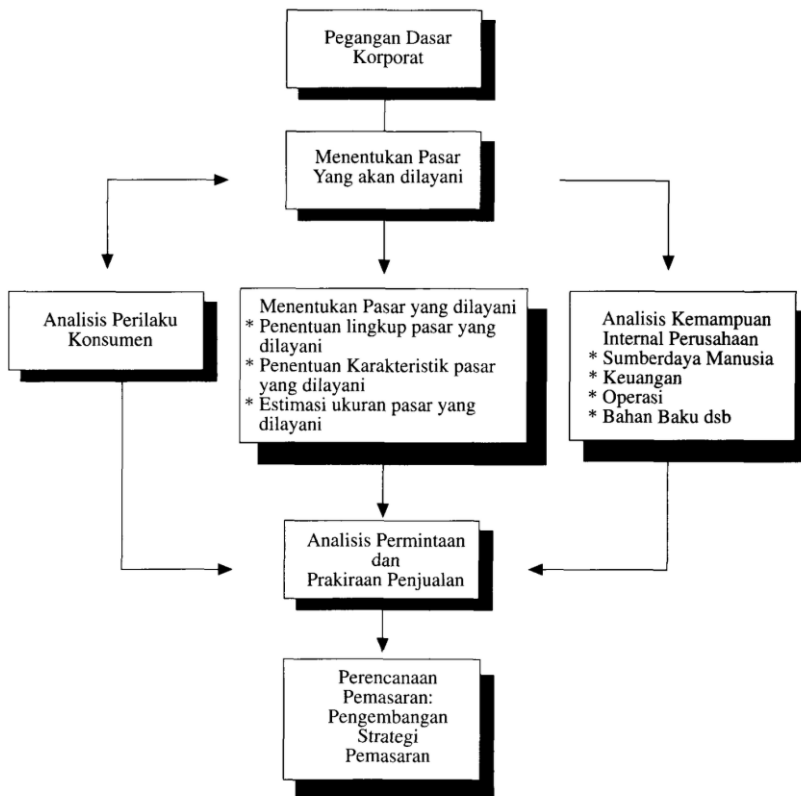 Pegangan Dasar
Korporat
Menentukan Pasar
Yang akan dilayani
Analisis Perilaku
Konsumen
Menentukan Pasar yang dilayani
* Penentuan lingkup pasar yang
dilayani
* Penentuan Karakteristik pasar
yang dilayani
* Estimasi ukuran pasar yang
dilayani
Analisis Kemampuan
Internal Perusahaan
* Sumberdaya Manusia
* Keuangan
* Operasi
* Bahan Baku dsb
Analisis Permintaan
dan
Prakiraan Penjualan
Perencanaan
Pemasaran:
Pengembangan
Strategi
Pemasaran